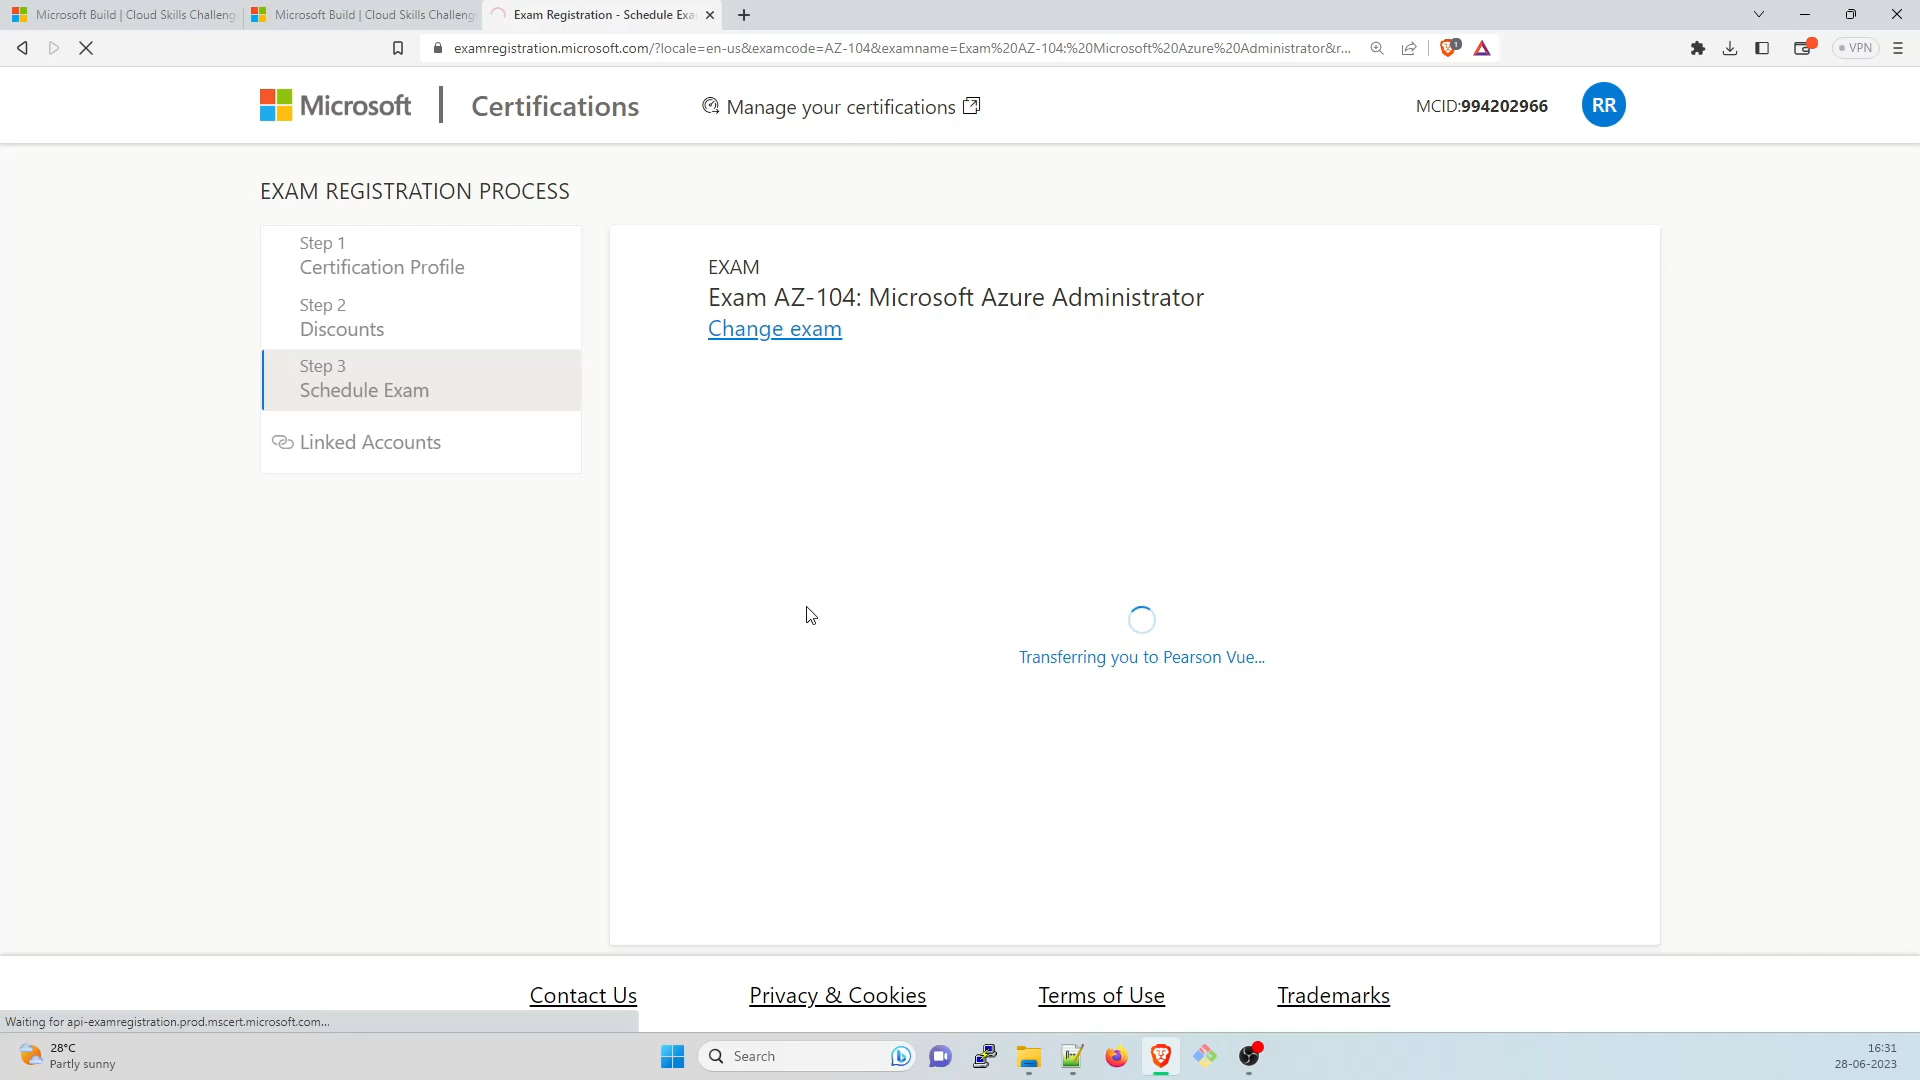 Microsoft Build | Cloud Skills Challeng
Microsoft Build | Cloud Skills Challeng
Exam Registration - Schedule Exa
examregistration.microsoft.com/?locale=en-us&examcode=AZ-104&examname=Exam%20AZ-104:%20Microsoft%20Azure%20Administrator&r...
1
VPN
Microsoft
Certifications
Manage your certifications
MCID:994202966
RR
EXAM REGISTRATION PROCESS
Step 1
Certification Profile
Step 2
Discounts
Step 3
Schedule Exam
Linked Accounts
EXAM
Exam AZ-104: Microsoft Azure Administrator
Change exam
Transferring you to Pearson Vue...
Contact Us
Privacy & Cookies
Terms of Use
Trademarks
Waiting for api-examregistration.prod.mscert.microsoft.com...
28°C
Partly sunny
Search
16:31
28-06-2023